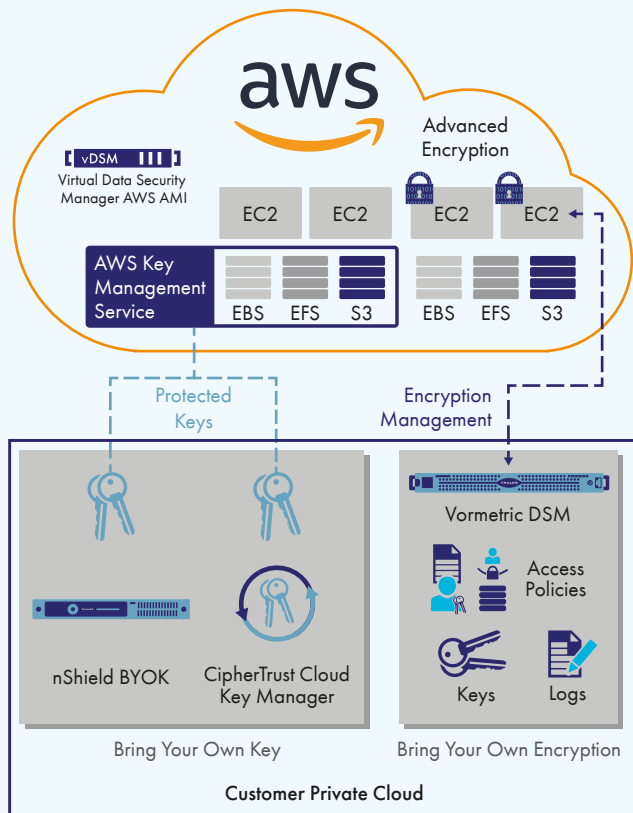 aws
vDSM
Virtual Data Security
Manager AWS AMI
Advanced
Encryption
EC2
EC2
EC2
EC2
AWS Key
Management
Service
EBS
EFS
S3
EBS
EFS
S3
Protected
Keys
Encryption
Management
Vormetric DSM
Access
Policies
nShield BYOK
CipherTrust Cloud
Key Manager
Keys
Logs
Bring Your Own Key
Bring Your Own Encryption
Customer Private Cloud